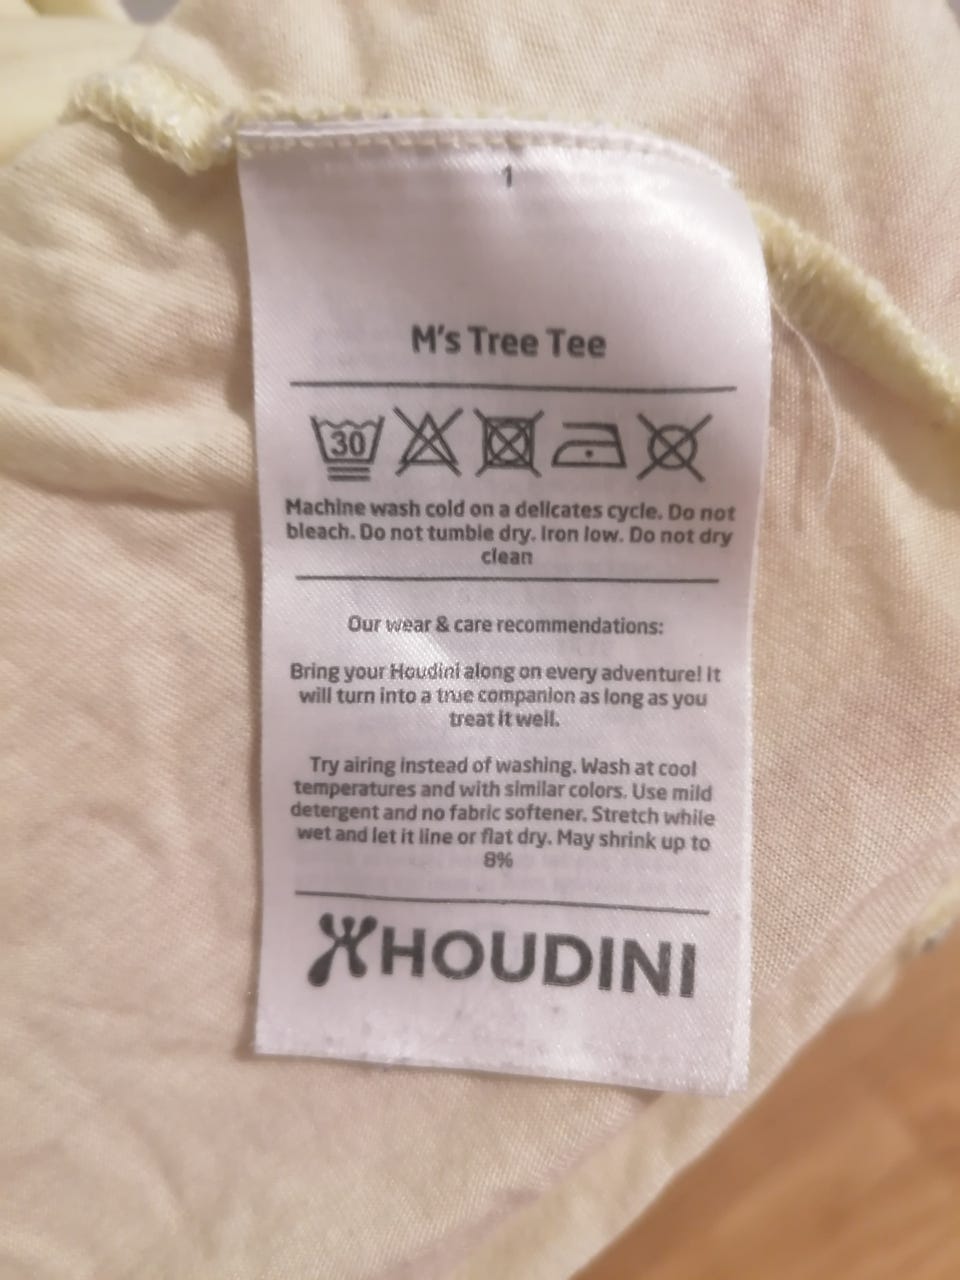 1
M's Tree Tee
30
Machine wash cold on a delicates cycle. Do not
bleach. Do not tumble dry. Iron low. Do not dry
clean
Our wear & care recommendations:
Bring your Houdini along on every adventure! It
will turn into a true companion as long as you
treat it well.
Try airing instead of washing. Wash at cool
temperatures and with similar colors. Use mild
detergent and no fabric softener. Stretch while
wet and let it line or flat dry. May shrink up to
8%
HOUDINI